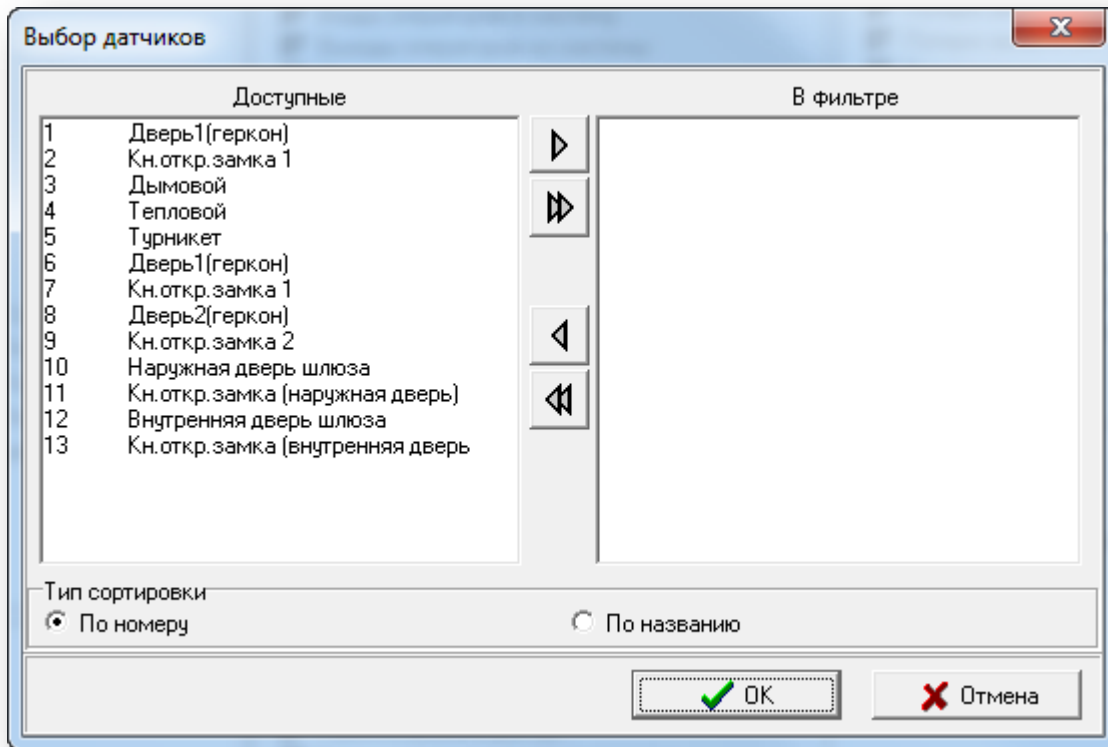 Выбор датчиков
Доступные
В фильтре
1 Дверь1(геркон)
2 Кн.откр.замка 1
3 Дымовой
4 Тепловой
5 Турникет
6 Дверь1(геркон)
7 Кн.откр.замка 1
8 Дверь2(геркон)
9 Кн.откр.замка 2
10 Наружная дверь шлюза
11 Кн.откр.замка (наружная дверь)
12 Внутренняя дверь шлюза
13 Кн.откр.замка (внутренняя дверь
Тип сортировки
По номеру
По названию
OK
Отмена